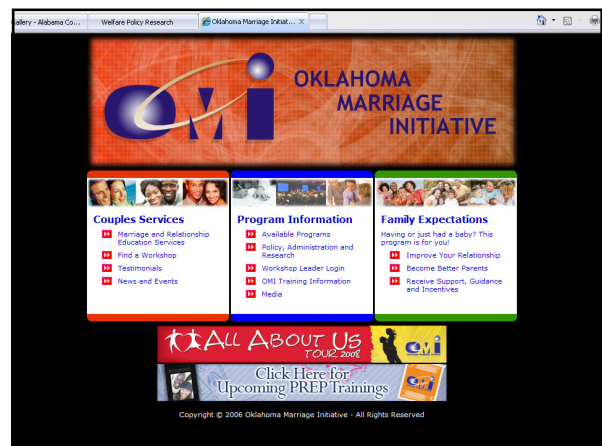 allery - Alabama Co...
Welfare Policy Research
Oklahoma Marriage Initiat...
OMi
OKLAHOMA
MARRIAGE
INITIATIVE
Couples Services
Marriage and Relationship
Education Services
Find a Workshop
Testimonials
News and Events
Program Information
Available Programs
Policy, Administration and
Research
Workshop Leader Login
OMI Training Information
Media
Family Expectations
Having or just had a baby? This
program is for you!
Improve Your Relationship
Become Better Parents
Receive Support, Guidance
and Incentives
ALL ABOUT US
TOUR 2008
OMi
Click Here for
Upcoming PREP Trainings
Copyright © 2006 Oklahoma Marriage Initiative - All Rights Reserved